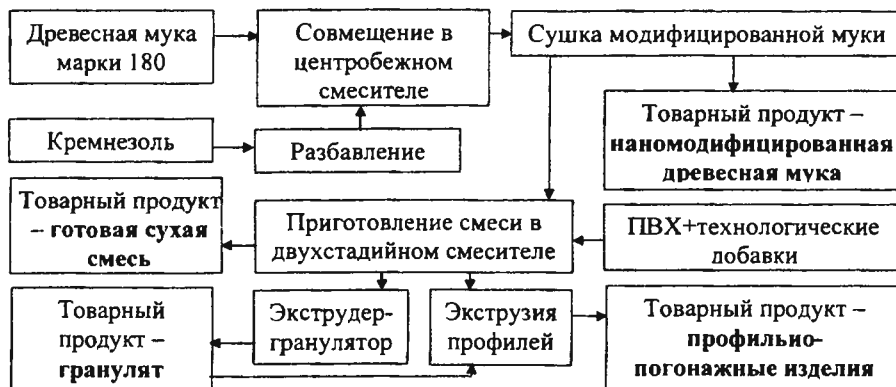 Древесная мука
марки 180
Совмещение в
центробежном
смесителе
Сушка модифицированной муки
Кремнезоль
Разбавление
Товарный продукт –
наномодифицированная
древесная мука
Товарный продукт
– готовая сухая
смесь
Приготовление смеси в
двухстадийном смесителе
ПВХ+технологические
добавки
Товарный
продукт –
гранулят
Экструдер-
гранулятор
Экструзия
профилей
Товарный продукт –
профильно-
погонажные изделия